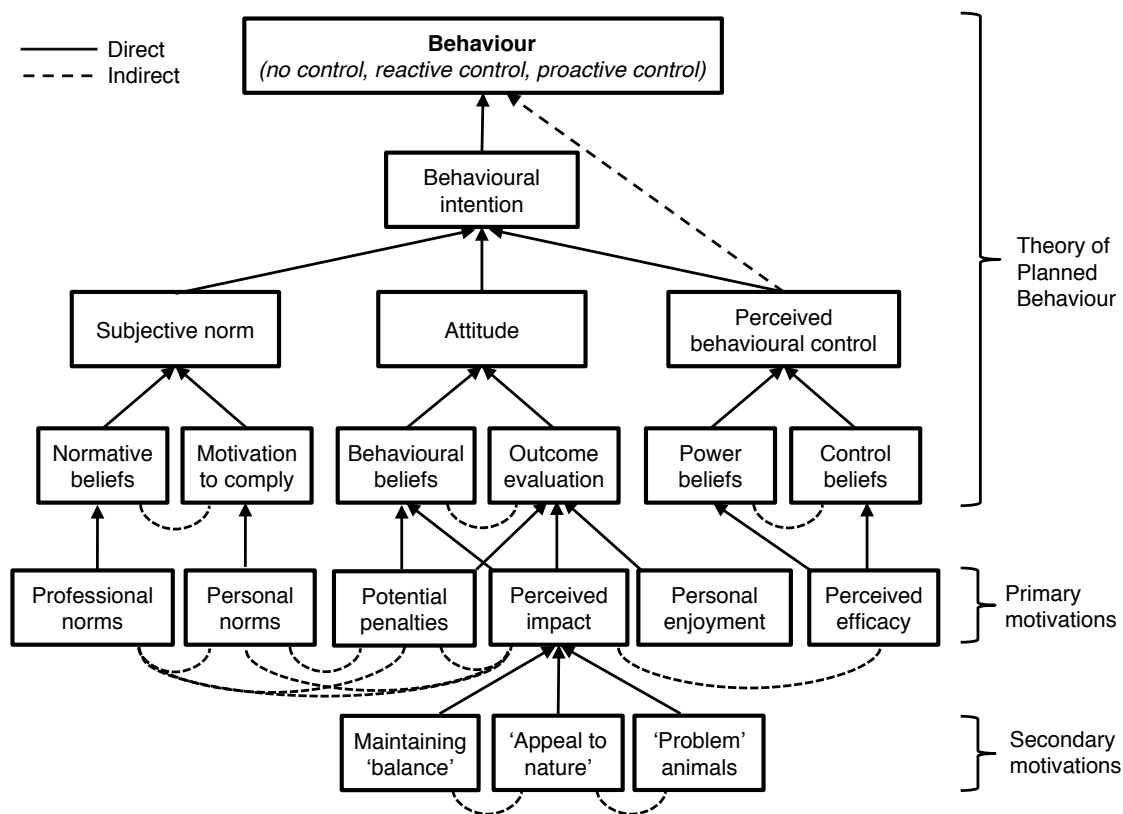 Direct
Indirect
Behaviour
(no control, reactive control, proactive control)
Behavioural
intention
Theory of
Planned
Behaviour
Subjective norm
Attitude
Perceived
behavioural control
Normative
beliefs
Motivation
to comply
Behavioural
beliefs
Outcome
evaluation
Power
beliefs
Control
beliefs
Professional
norms
Personal
norms
Potential
penalties
Perceived
impact
Personal
enjoyment
Perceived
efficacy
Primary
motivations
Maintaining
‘balance’
‘Appeal to
nature’
‘Problem’
animals
Secondary
motivations